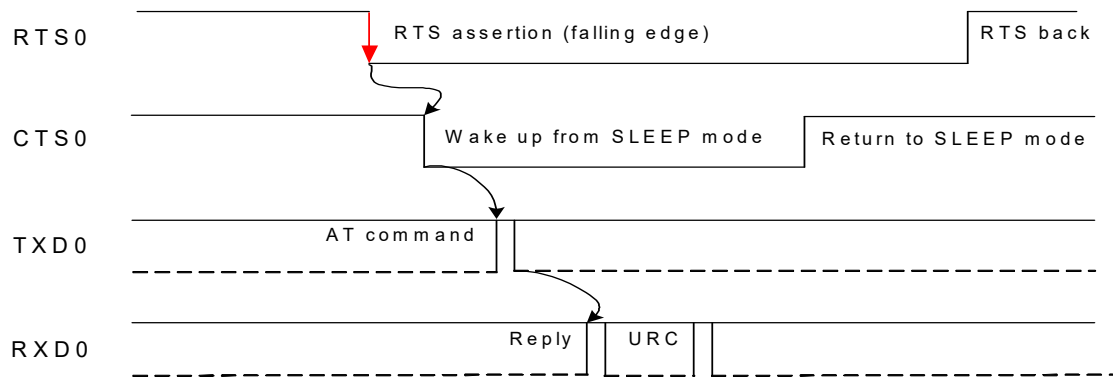 RTS0
RTS assertion (falling edge)
RTS back
CTS0
Wake up from SLEEP mode
Return to SLEEP mode
TXD0
AT command
RXD0
Reply
URC